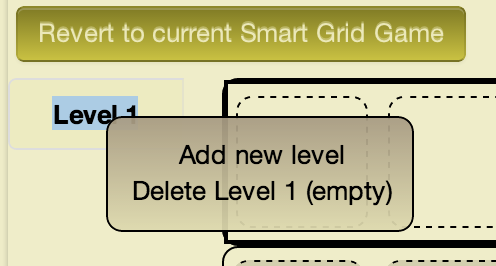 Revert to current Smart Grid Game
Level 1
Add new level
Delete Level 1 (empty)